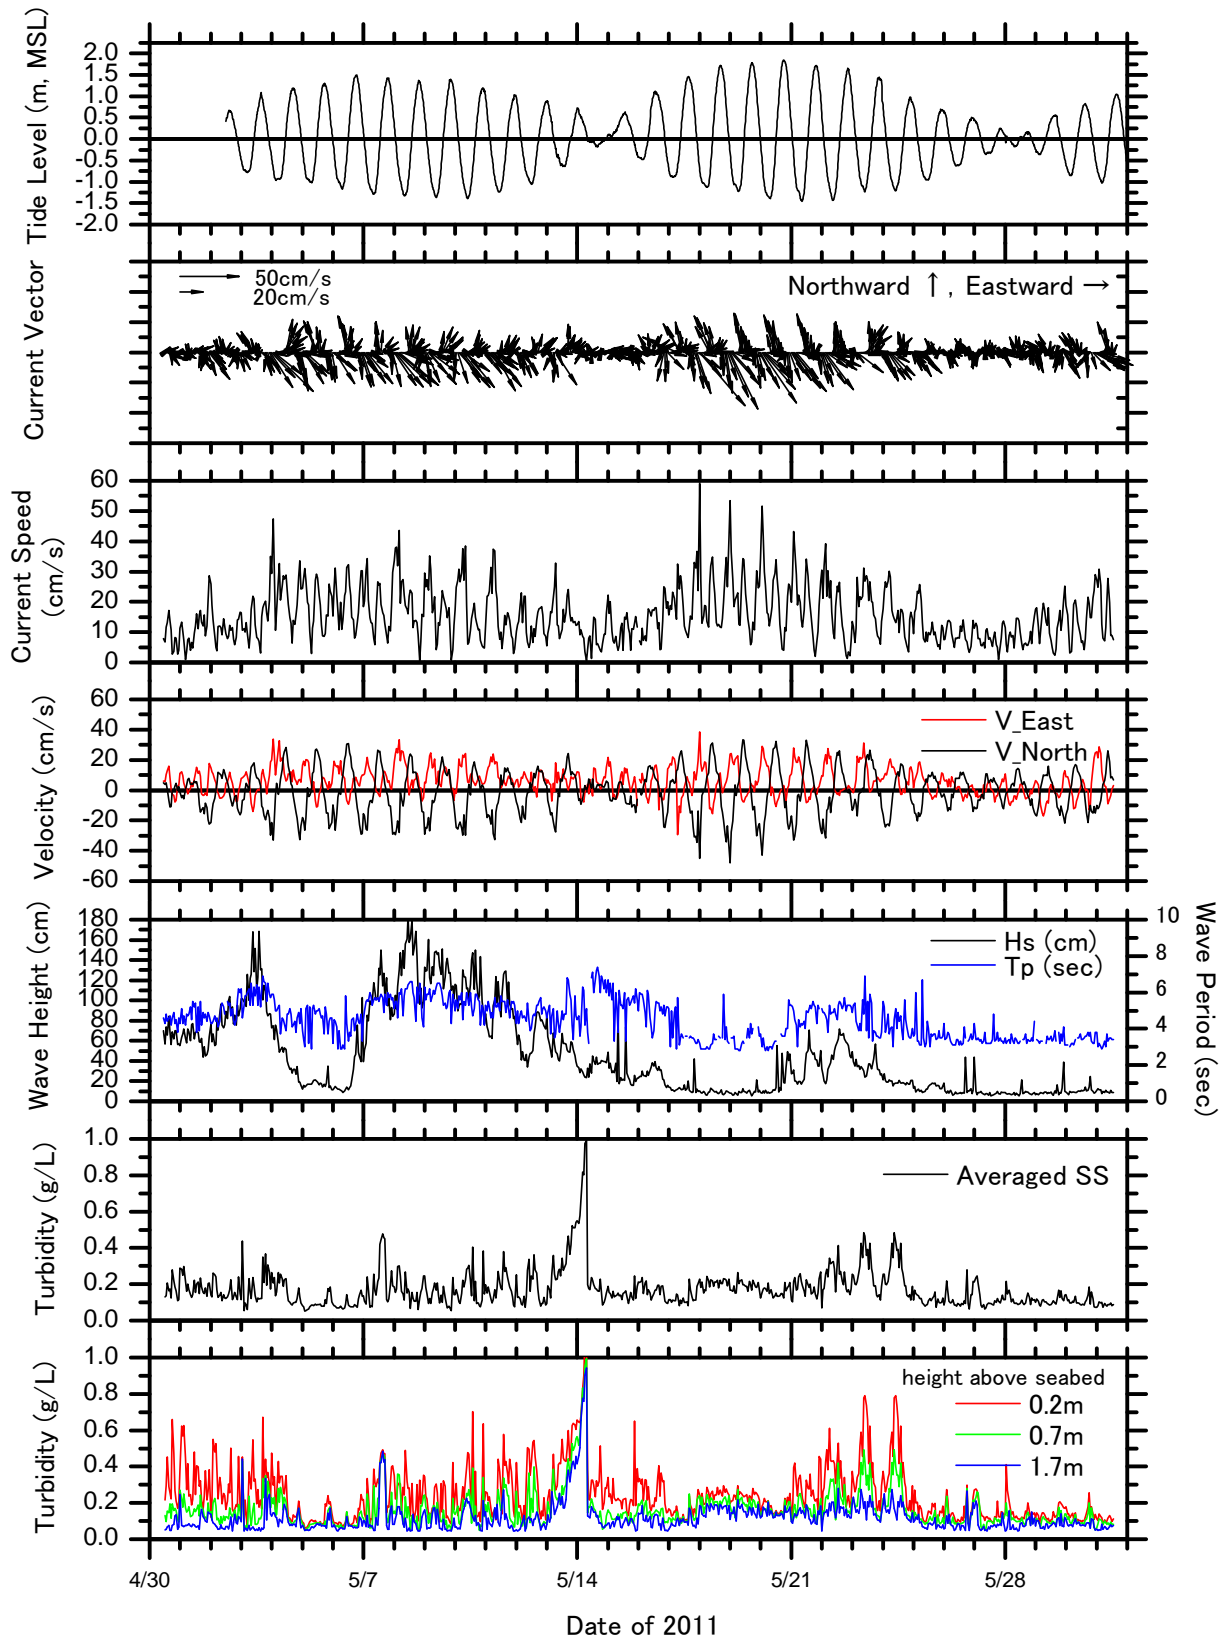 Tide Level (m, MSL)
2.0
1.5
1.0
0.5
0.0
-0.5
-1.0
-1.5
-2.0
Current Vector
50cm/s
20cm/s
Northward ↑ , Eastward →
Current Speed
(cm/s)
60
50
40
30
20
10
0
Velocity (cm/s)
60
40
20
0
-20
-40
-60
V_East
V_North
Wave Height (cm)
180
160
140
120
100
80
60
40
20
0
Hs (cm)
Tp (sec)
10
8
6
4
2
0
Wave Period (sec)
Turbidity (g/L)
1.0
0.8
0.6
0.4
0.2
0.0
Averaged SS
Turbidity (g/L)
1.0
0.8
0.6
0.4
0.2
0.0
height above seabed
0.2m
0.7m
1.7m
4/30 5/7 5/14 5/21 5/28
Date of 2011